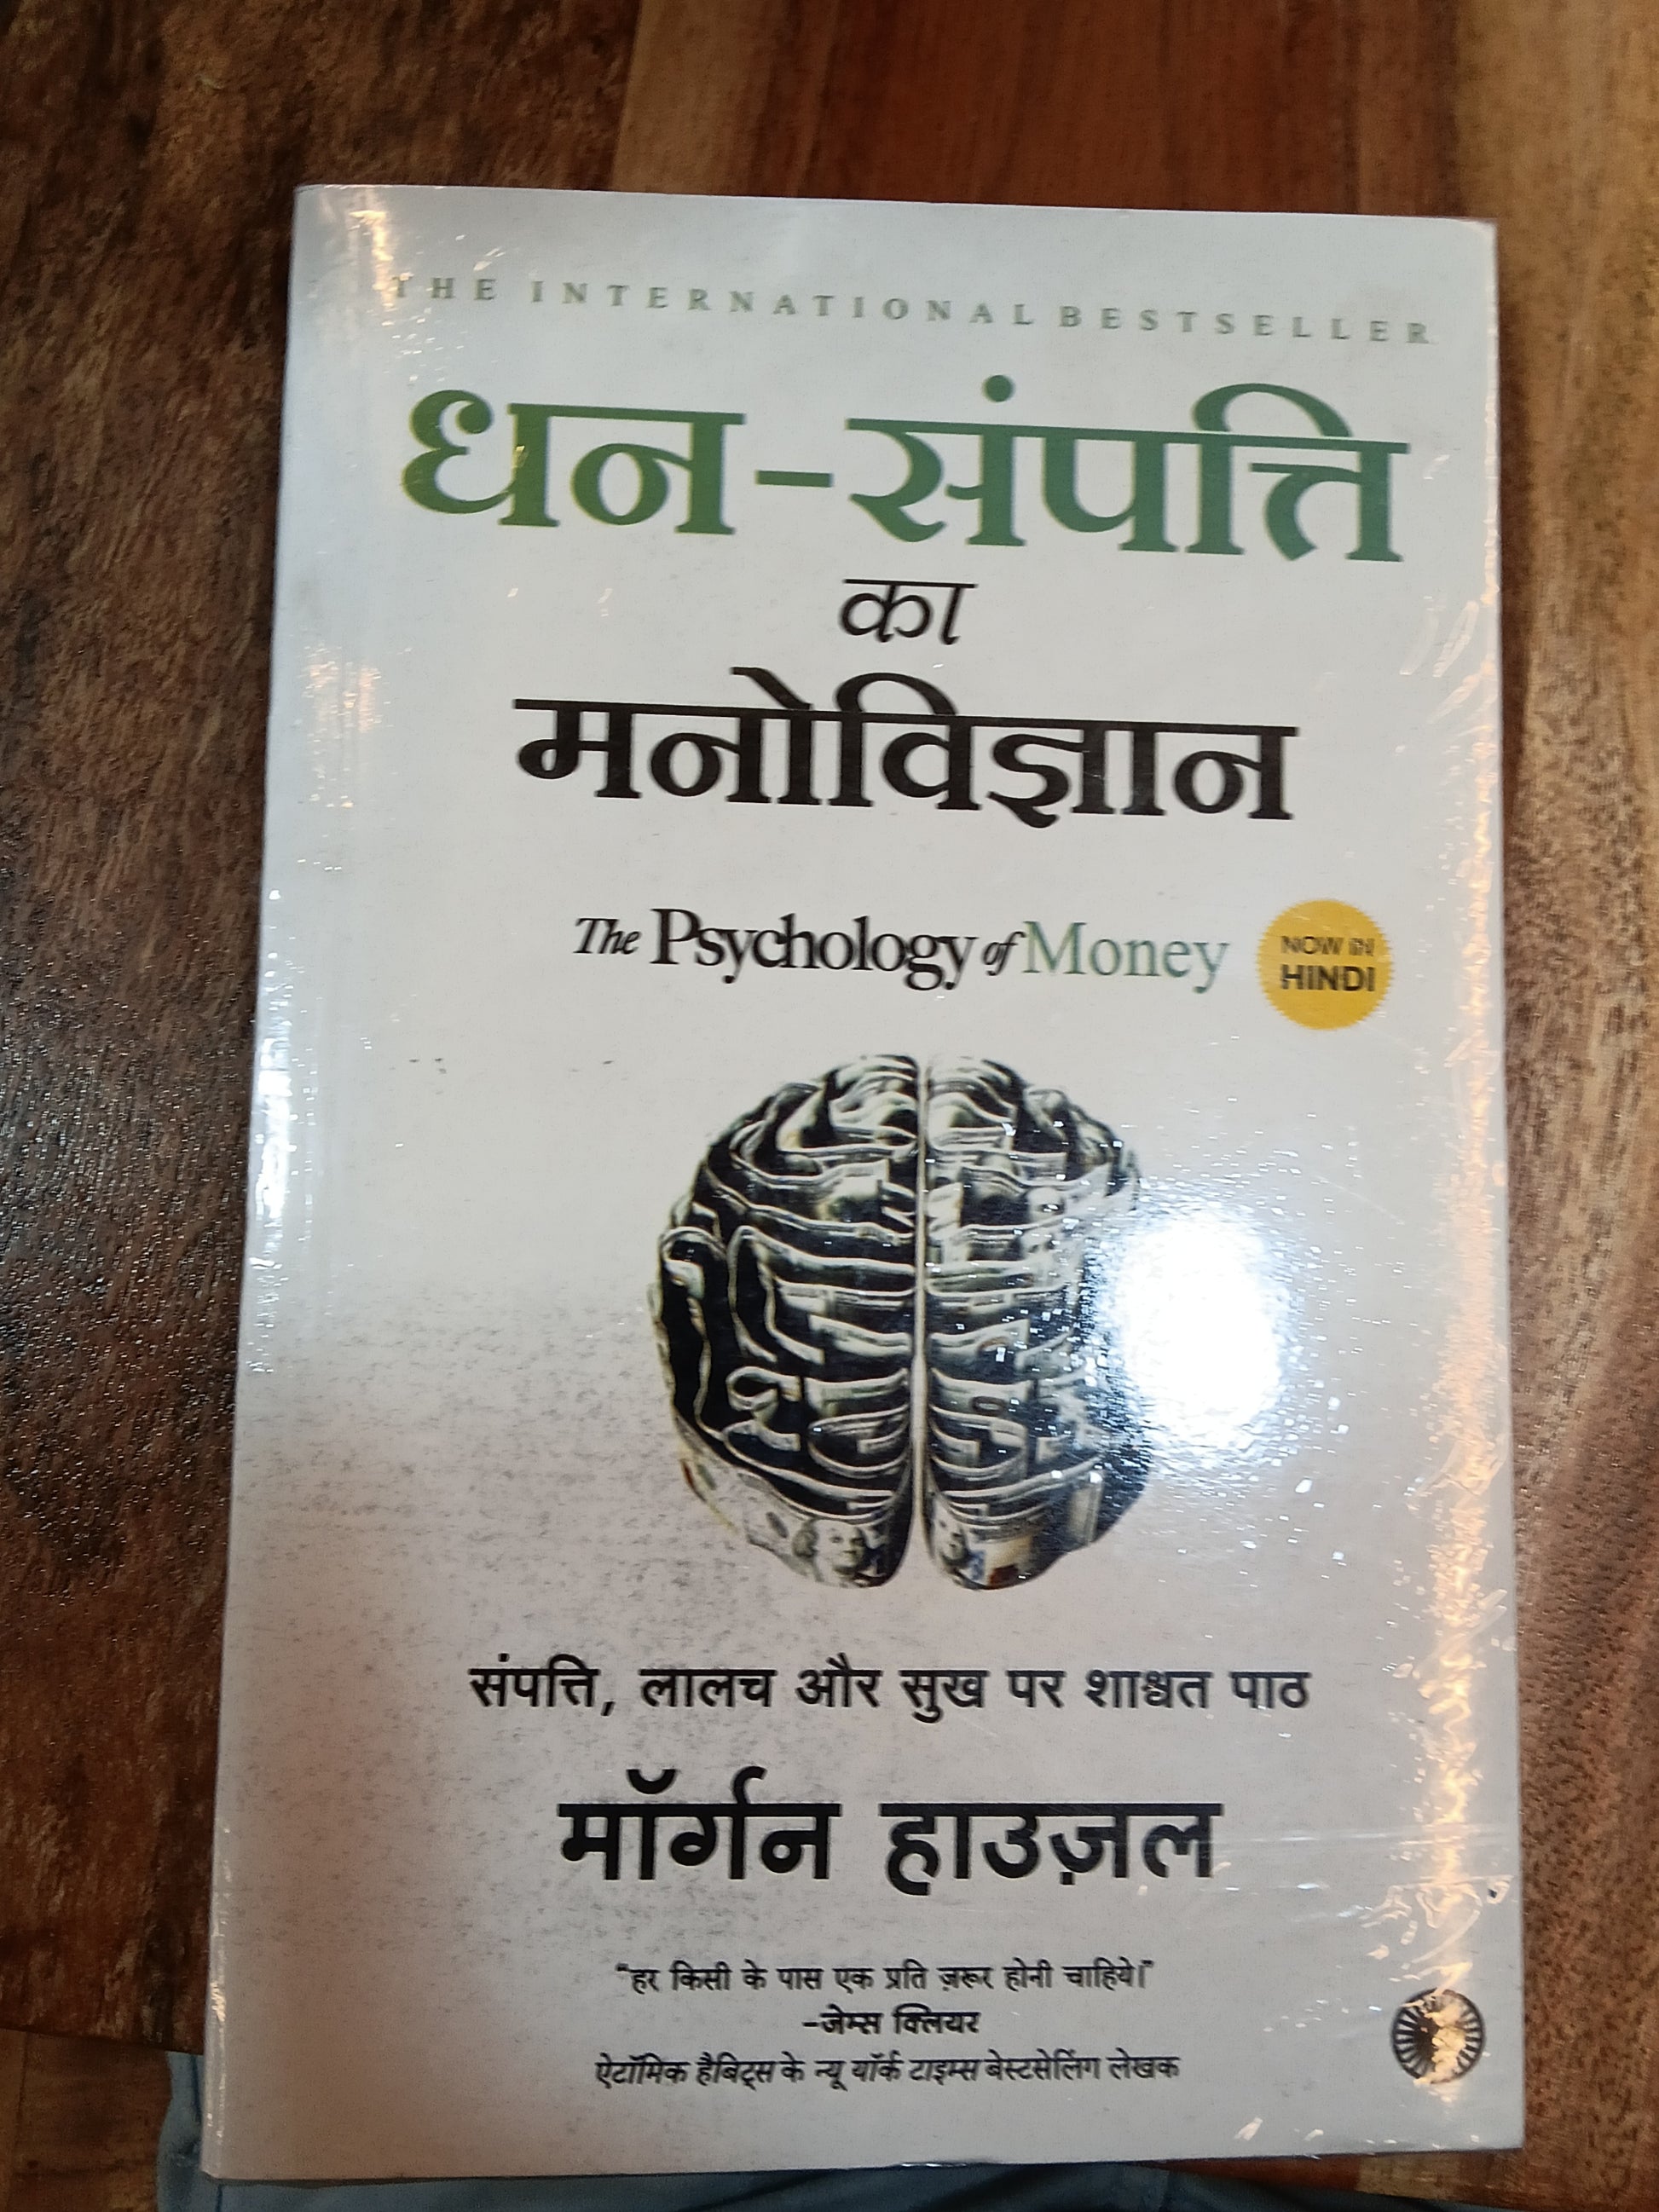 THE INTERNATIONAL BESTSELLER
धन-संपत्ति
का
मनोविज्ञान
The Psychology of Money
NOW IN
HINDI
संपत्ति, लालच और सुख पर शाश्वत पाठ
मॉर्गन हाउज़ल
"हर किसी के पास एक प्रति ज़रूर होनी चाहिये।"
-जेम्स क्लियर
ऐटॉमिक हैबिट्स के न्यू यॉर्क टाइम्स बेस्टसेलिंग लेखक